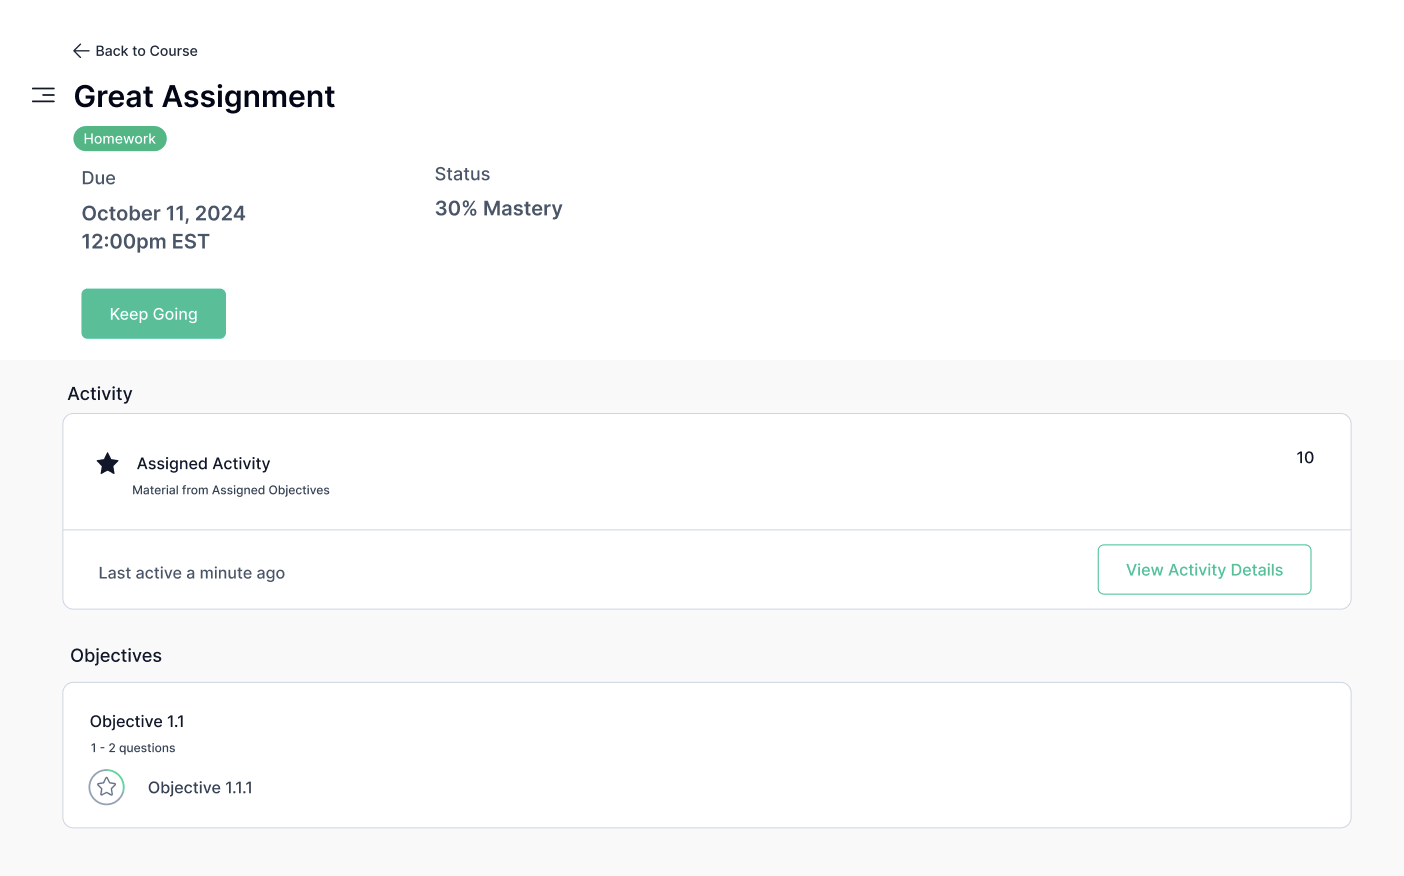 Back to Course
Great Assignment
Homework
Due
October 11, 2024
12:00pm EST
Status
30% Mastery
Keep Going
Activity
Assigned Activity
10
Material from Assigned Objectives
Last active a minute ago
View Activity Details
Objectives
Objective 1.1
1 - 2 questions
Objective 1.1.1